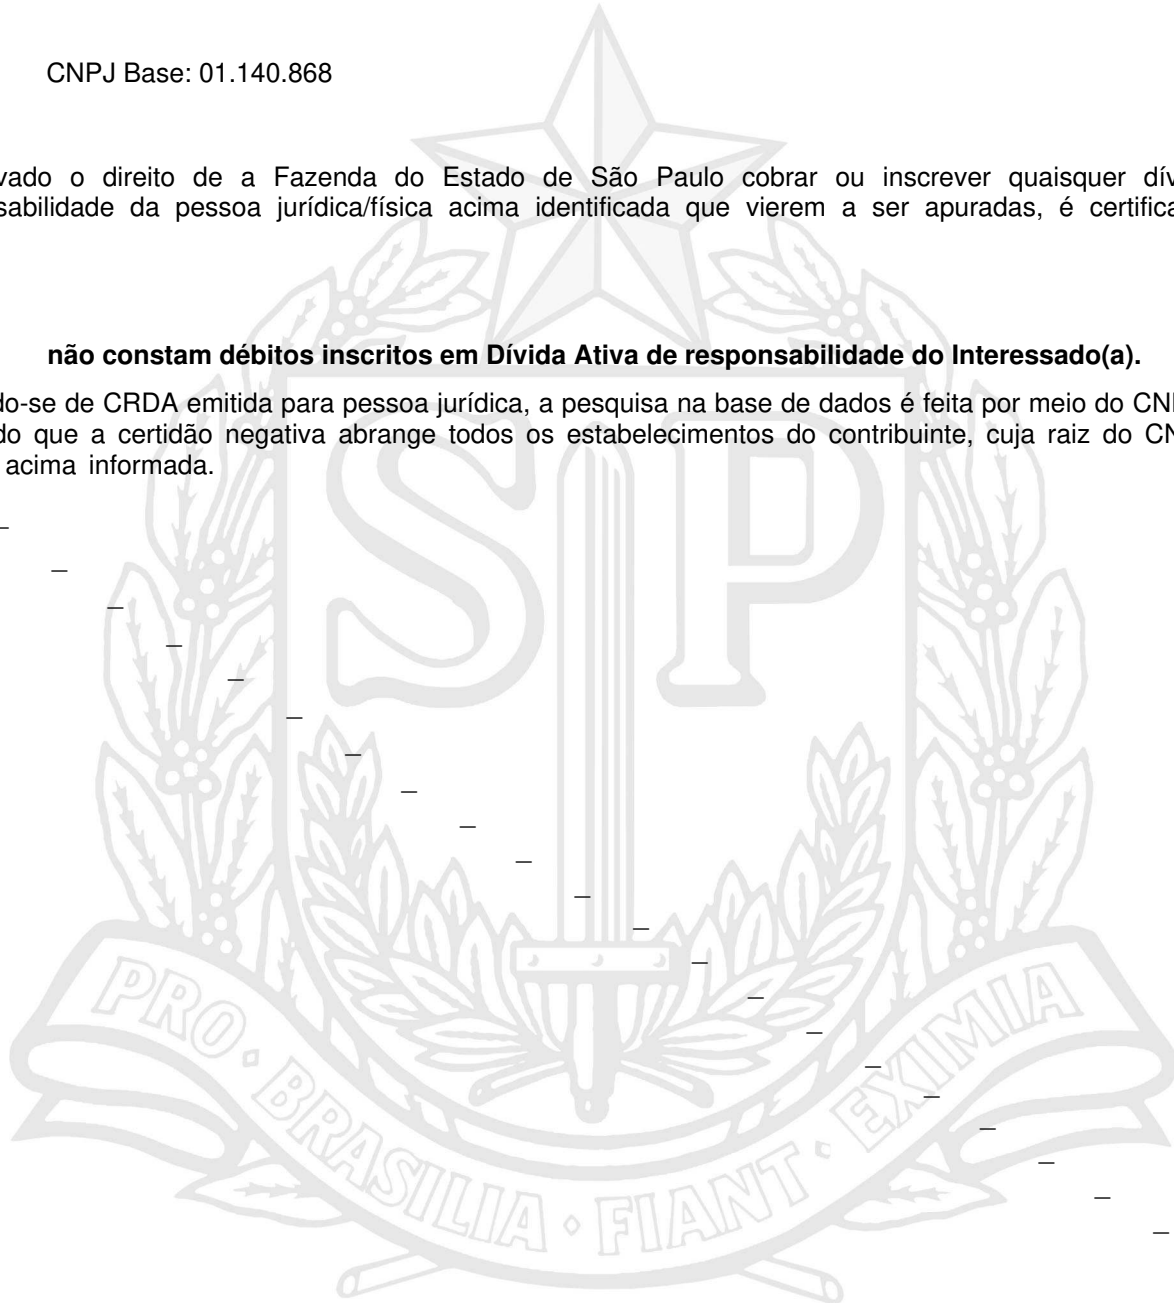 CNPJ Base: 01.140.868
vado o direito de a Fazenda do Estado de São Paulo cobrar ou inscrever quaisquer dív
sabilidade da pessoa jurídica/física acima identificada que vierem a ser apuradas, é certifica
não constam débitos inscritos em Dívida Ativa de responsabilidade do Interessado(a).
do-se de CRDA emitida para pessoa jurídica, a pesquisa na base de dados é feita por meio do CN
do que a certidão negativa abrange todos os estabelecimentos do contribuinte, cuja raiz do CN
acima informada.
SP
PRO · BRASILIA · FIANT · EXIMIA